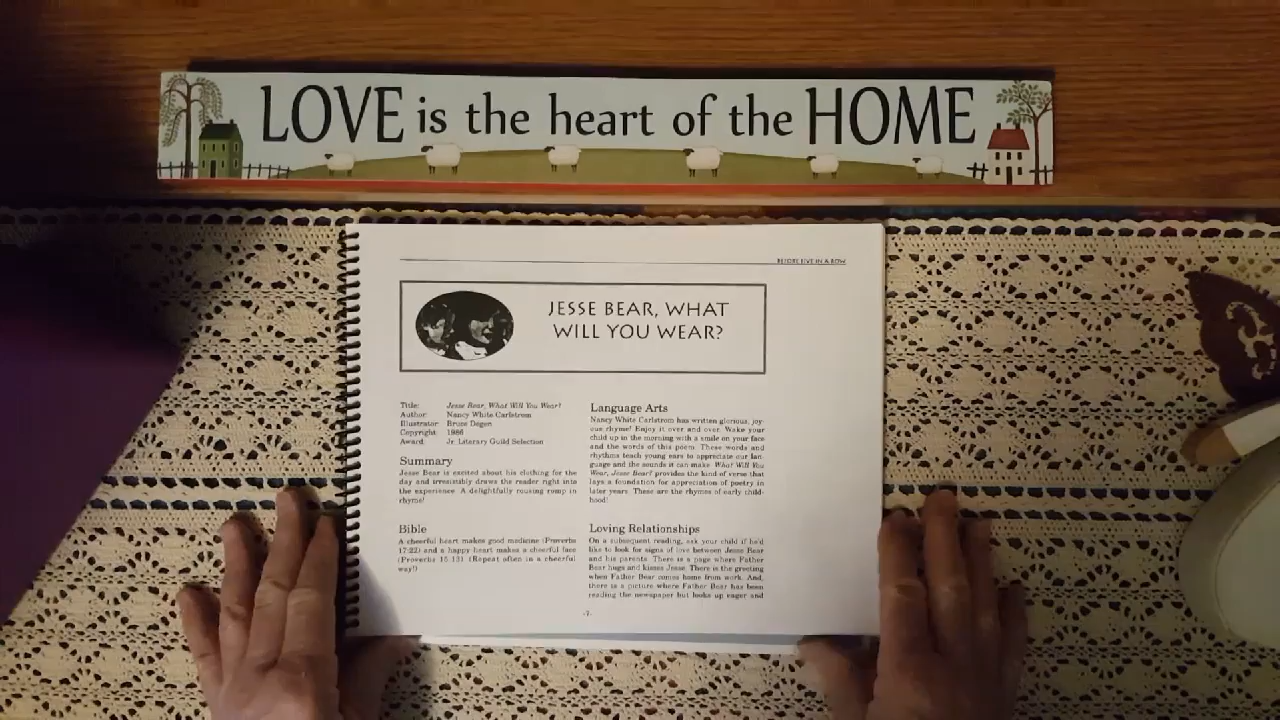 LOVE is the heart of the HOME
BEFORE FIVE IN A ROW
JESSE BEAR, WHAT
WILL YOU WEAR?
Title: Jesse Bear, What Will You Wear?
Author: Nancy White Carlstrom
Illustrator: Bruce Degen
Copyright: 1986
Award: Jr. Literary Guild Selection
Summary
Jesse Bear is excited about his clothing for the
day and irresistibly draws the reader right into
the experience. A delightfully rousing romp in
rhyme!
Bible
A cheerful heart makes good medicine (Proverbs
17:22) and a happy heart makes a cheerful face
(Proverbs 15:13). (Repeat often in a cheerful
way!)
Language Arts
Nancy White Carlstrom has written glorious, joy-
ous rhyme! Enjoy it over and over. Wake your
child up in the morning with a smile on your face
and the words of this poem. These words and
rhythms teach young ears to appreciate our lan-
guage and the sounds it can make. What Will You
Wear, Jesse Bear? provides the kind of verse that
lays a foundation for appreciation of poetry in
later years. These are the rhymes of early child-
hood!
Loving Relationships
On a subsequent reading, ask your child if he'd
like to look for signs of love between Jesse Bear
and his parents. There is a page where Father
Bear hugs and kisses Jesse. There is the greeting
when Father Bear comes home from work. And,
there is a picture where Father Bear has been
reading the newspaper but looks up eager and
-7-